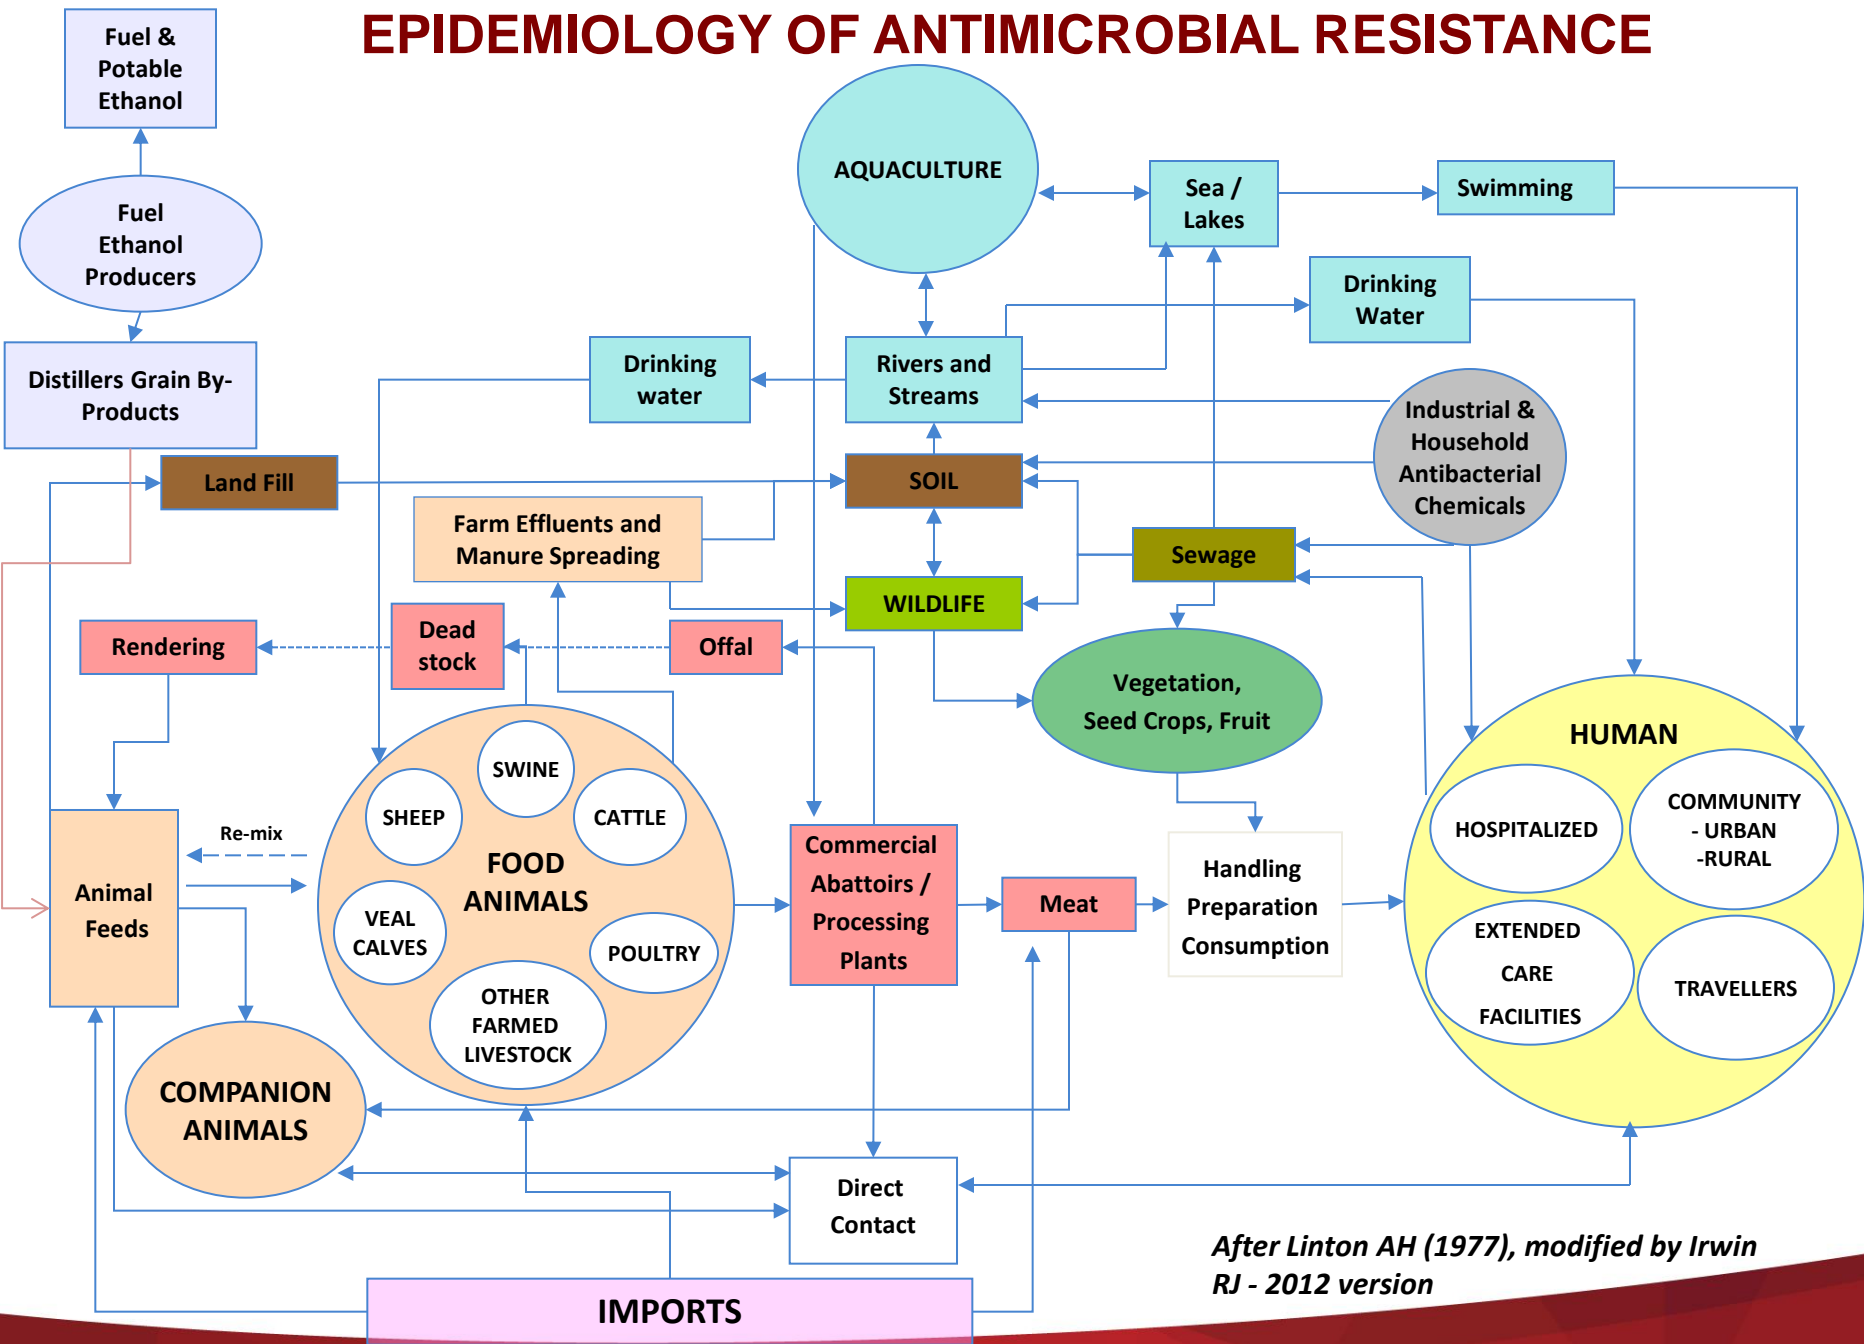 EPIDEMIOLOGY OF ANTIMICROBIAL RESISTANCE
Fuel &
Potable
Ethanol
Fuel
Ethanol
Producers
Distillers Grain By-
Products
AQUACULTURE
Sea /
Lakes
Swimming
Drinking
Water
Drinking
water
Rivers and
Streams
Industrial &
Household
Antibacterial
Chemicals
Land Fill
SOIL
Farm Effluents and
Manure Spreading
Sewage
WILDLIFE
Rendering
Dead
stock
Offal
Vegetation,
Seed Crops, Fruit
HUMAN
HOSPITALIZED
COMMUNITY
- URBAN
-RURAL
EXTENDED
CARE
FACILITIES
TRAVELLERS
SWINE
SHEEP
CATTLE
FOOD
ANIMALS
VEAL
CALVES
POULTRY
OTHER
FARMED
LIVESTOCK
Re-mix
Animal
Feeds
Commercial
Abattoirs /
Processing
Plants
Meat
Handling
Preparation
Consumption
COMPANION
ANIMALS
Direct
Contact
IMPORTS
After Linton AH (1977), modified by Irwin
RJ - 2012 version